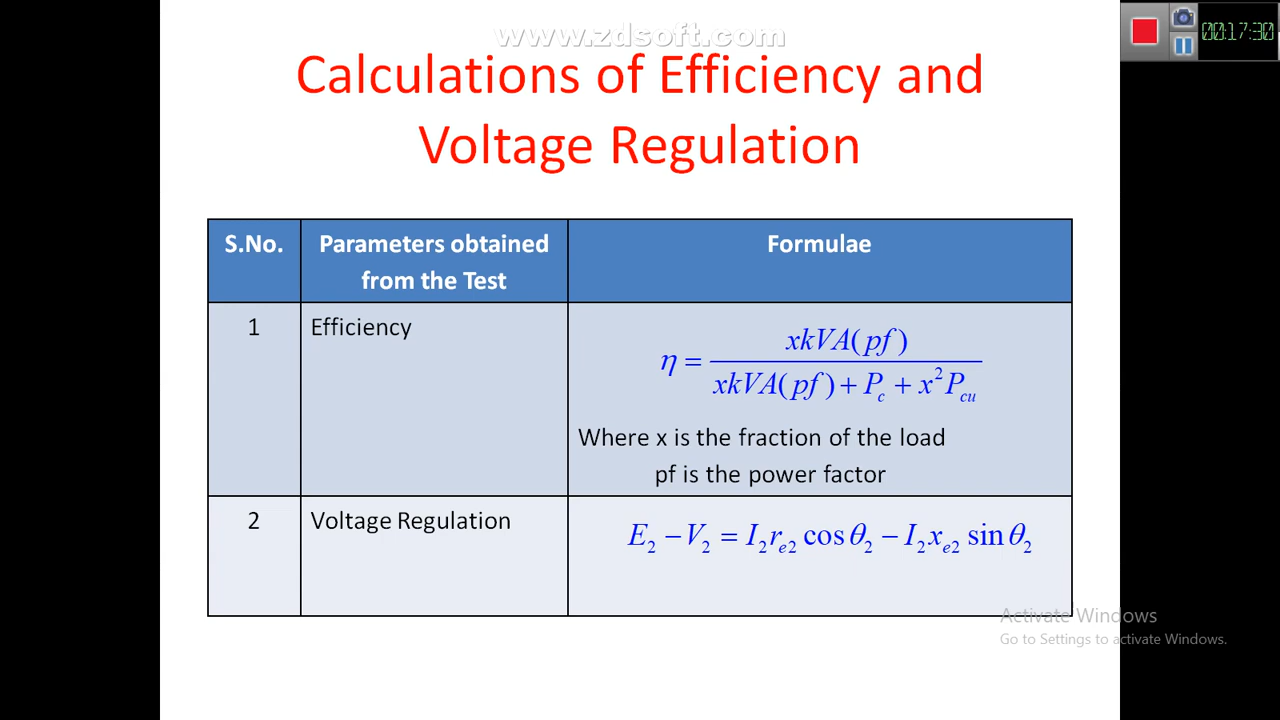 www.zdsoft.com
00:17:30
Calculations of Efficiency and
Voltage Regulation
S.No.
Parameters obtained
from the Test
Formulae
1
Efficiency
η = xkVA(pf) / xkVA(pf) + P_c + x²P_cu
Where x is the fraction of the load
pf is the power factor
2
Voltage Regulation
E₂ − V₂ = I₂r_e2 cos θ₂ − I₂x_e2 sin θ₂
Activate Windows
Go to Settings to activate Windows.